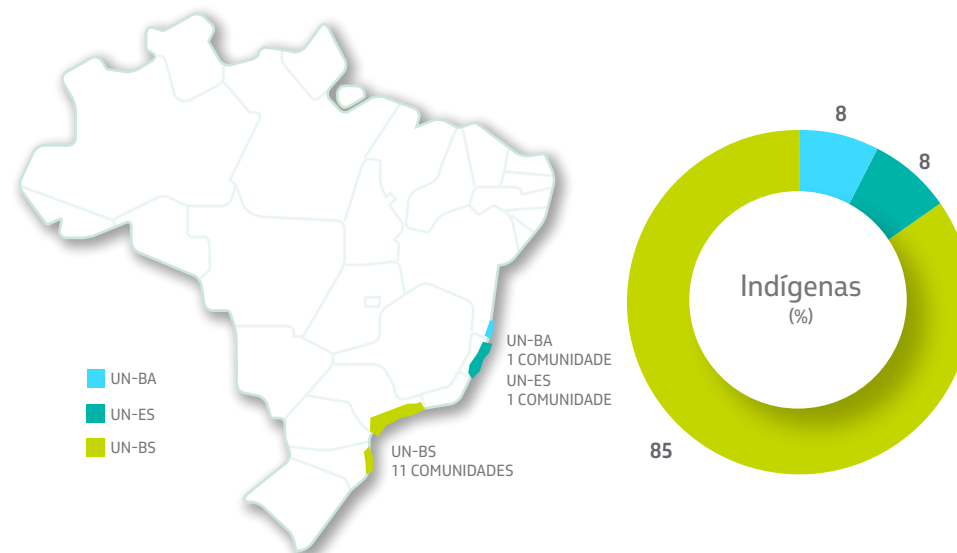 UN-BA
1 COMUNIDADE
UN-ES
1 COMUNIDADE
UN-BA
UN-ES
UN-BS
UN-BS
11 COMUNIDADES
8
8
Indígenas
(%)
85